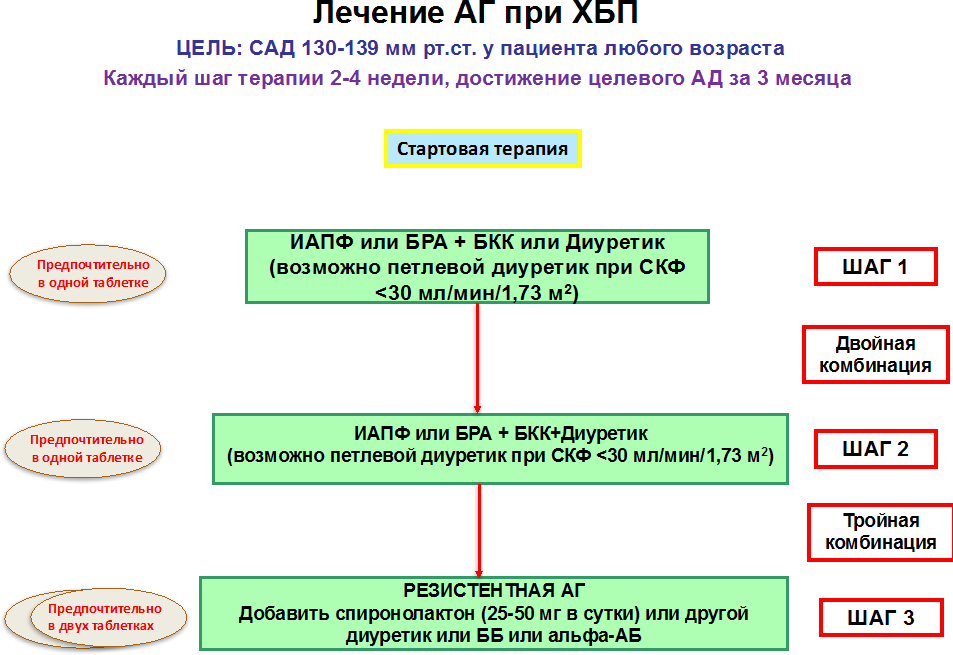 Лечение АГ при ХБП
ЦЕЛЬ: САД 130-139 мм рт.ст. у пациента любого возраста
Каждый шаг терапии 2-4 недели, достижение целевого АД за 3 месяца
Стартовая терапия
Предпочтительно
в одной таблетке
ИАПФ или БРА + БКК или Диуретик
(возможно петлевой диуретик при СКФ
<30 мл/мин/1,73 м²)
ШАГ 1
Двойная
комбинация
Предпочтительно
в одной таблетке
ИАПФ или БРА + БКК+Диуретик
(возможно петлевой диуретик при СКФ <30 мл/мин/1,73 м²)
ШАГ 2
Тройная
комбинация
Предпочтительно
в двух таблетках
РЕЗИСТЕНТНАЯ АГ
Добавить спиронолактон (25-50 мг в сутки) или другой
диуретик или ББ или альфа-АБ
ШАГ 3